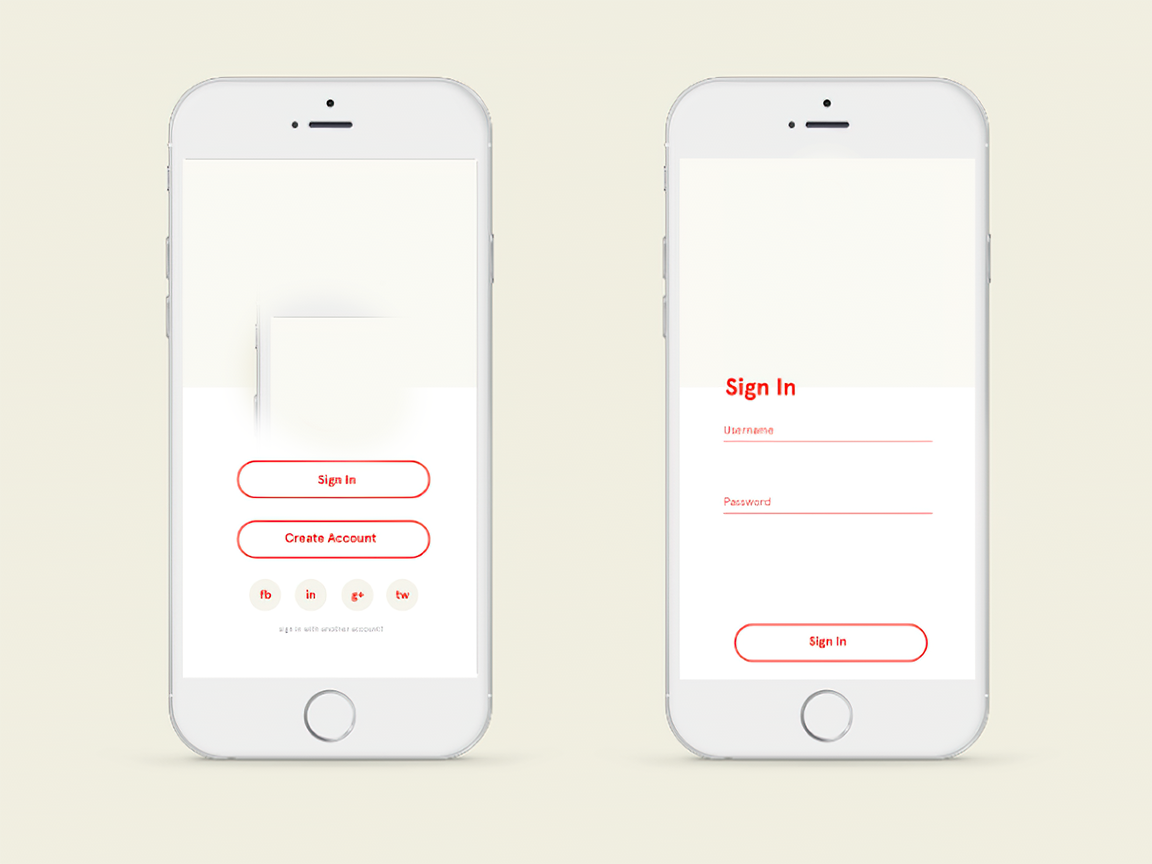 Sign In
Create Account
fb in g+ tw
sign in with another account?
Sign In
Username
Password
Sign In